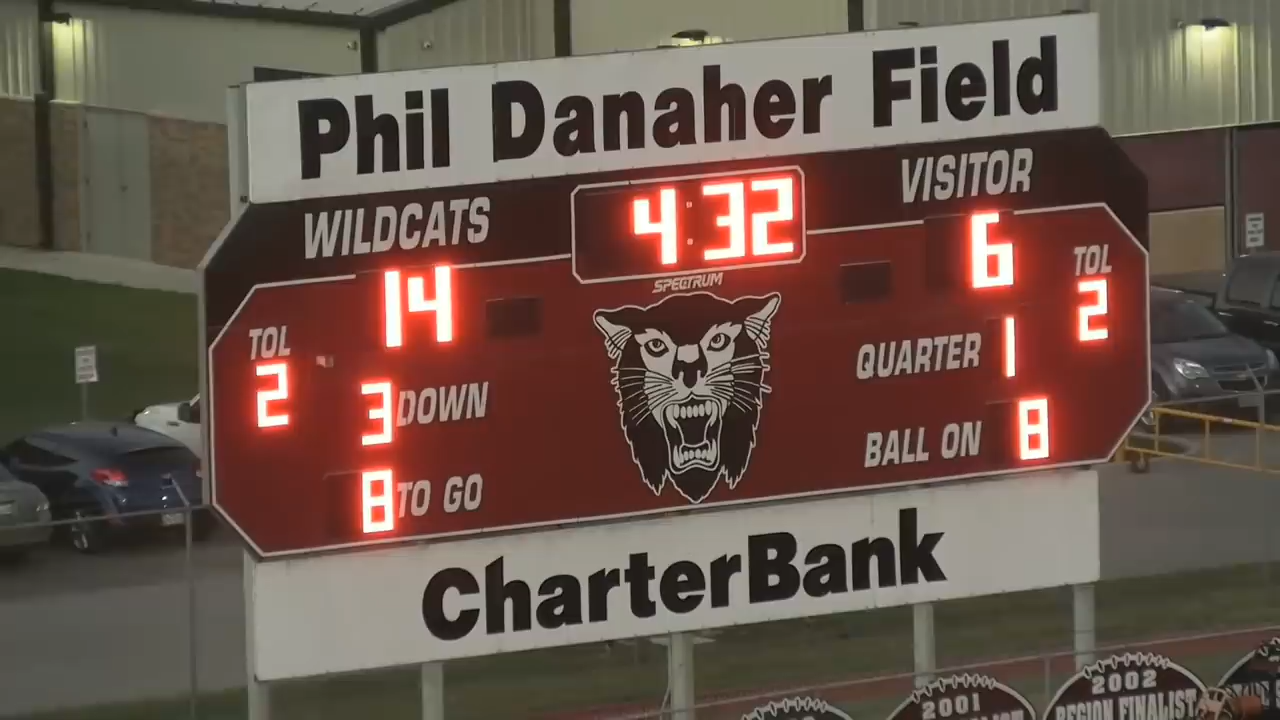 Phil Danaher Field
WILDCATS
4:32
VISITOR
14
SPECTRUM
6
TOL
2
TOL
2
3 DOWN
QUARTER 1
8 TO GO
BALL ON 8
CharterBank
2001
2002
REGION FINALIST